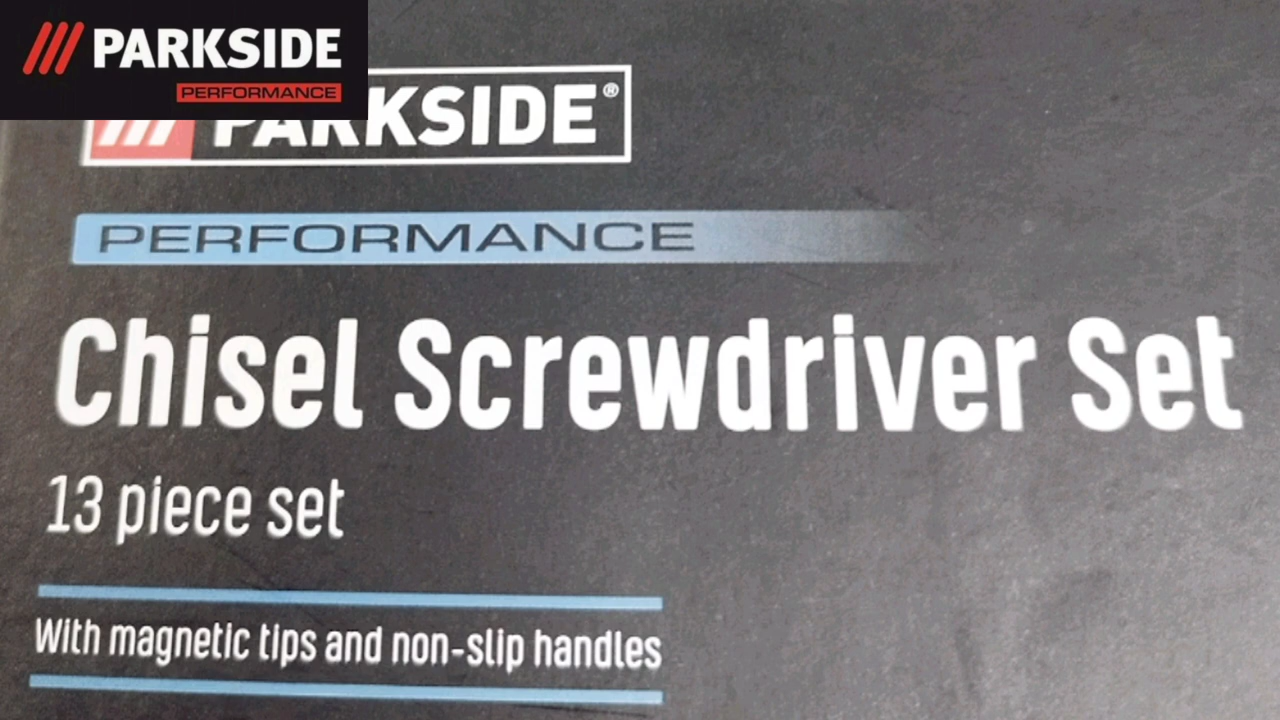 PARKSIDE
PERFORMANCE
PARKSIDE®
PERFORMANCE
Chisel Screwdriver Set
13 piece set
With magnetic tips and non-slip handles